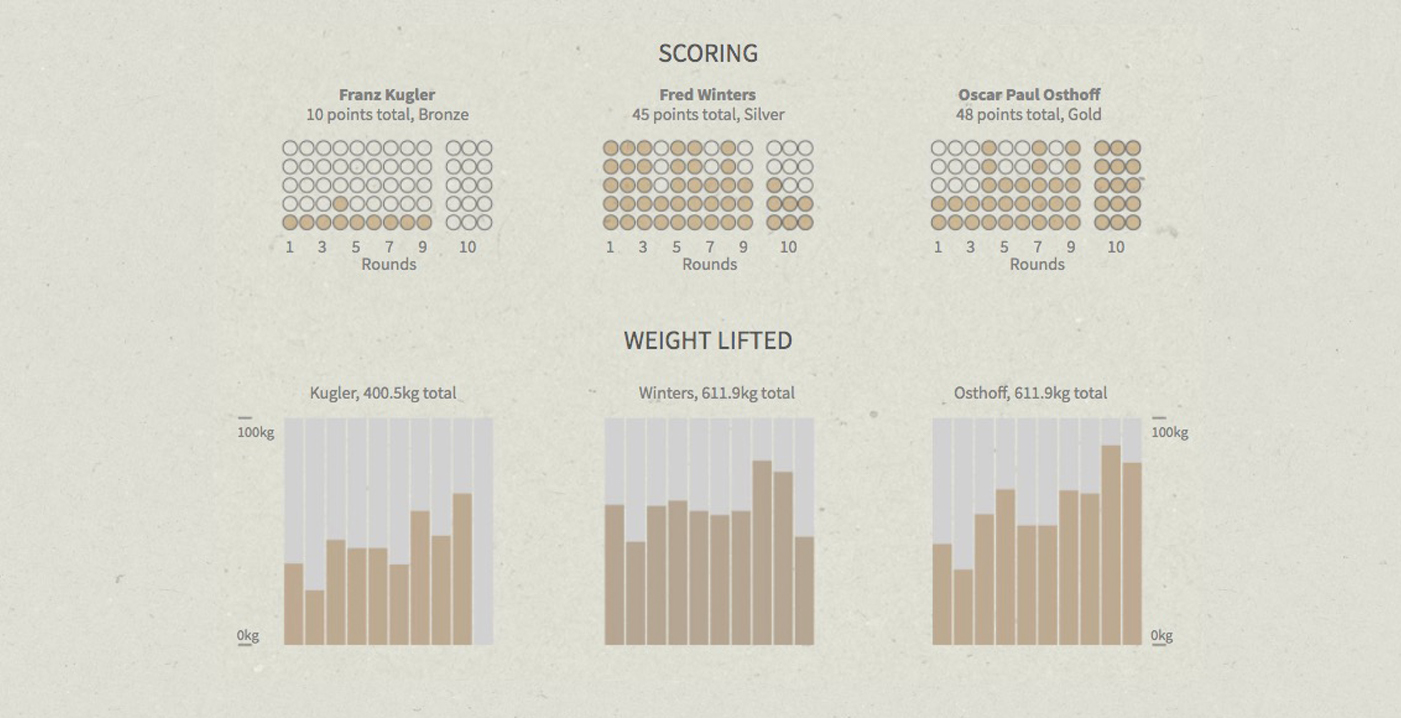 SCORING
Franz Kugler
10 points total, Bronze
1 3 5 7 9 10
Rounds
Fred Winters
45 points total, Silver
1 3 5 7 9 10
Rounds
Oscar Paul Osthoff
48 points total, Gold
1 3 5 7 9 10
Rounds
WEIGHT LIFTED
Kugler, 400.5kg total
Winters, 611.9kg total
Osthoff, 611.9kg total
100kg
100kg
0kg
0kg